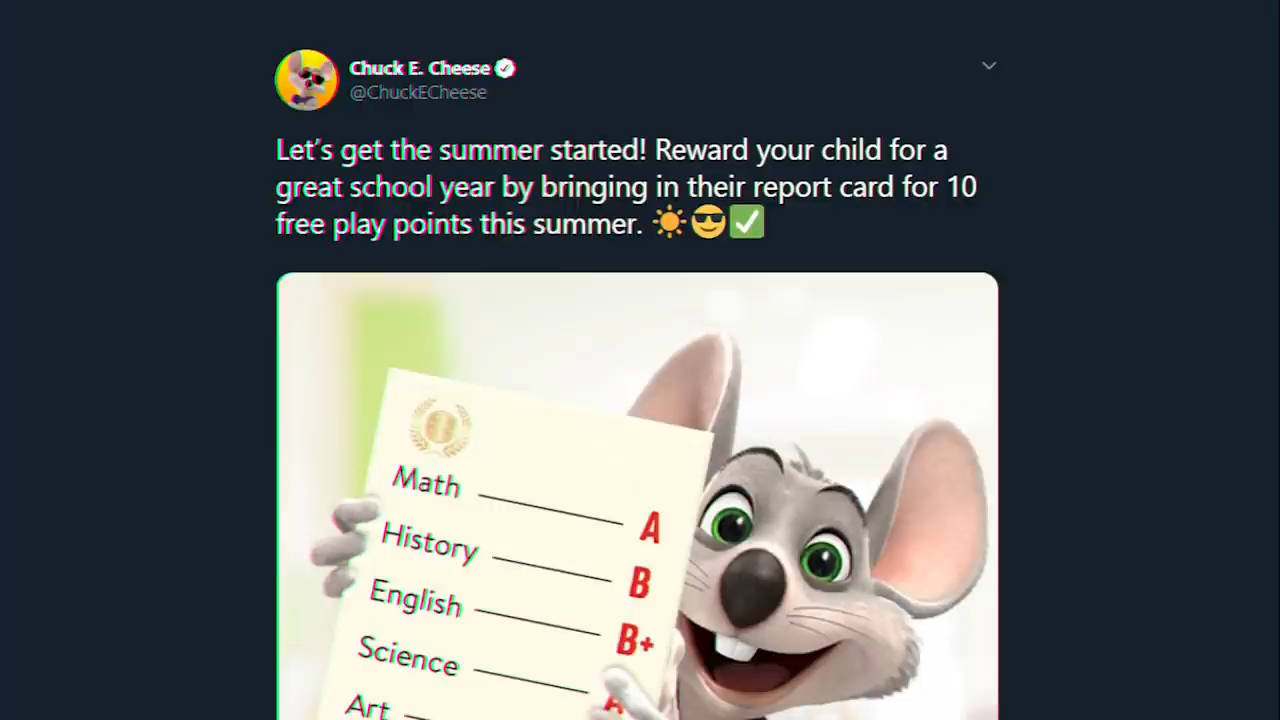 Chuck E. Cheese
@ChuckECheese
Let's get the summer started! Reward your child for a
great school year by bringing in their report card for 10
free play points this summer. ☀😎✅
Math A
History B
English B+
Science A
Art